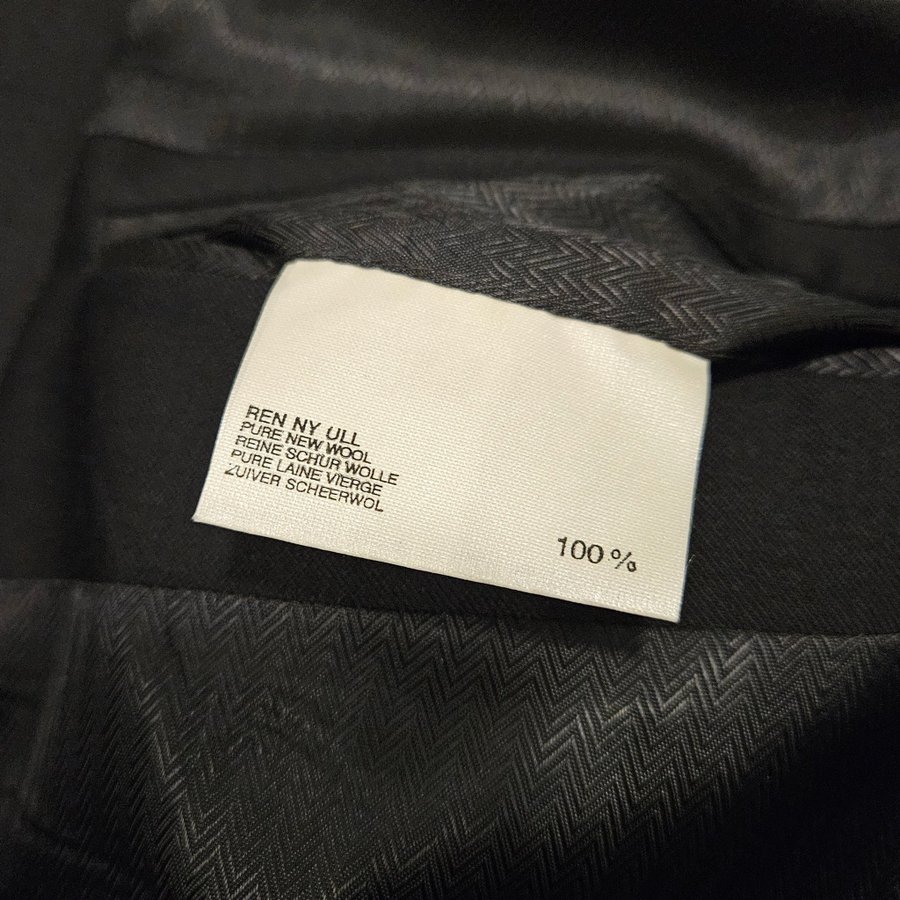 REN NY ULL
PURE NEW WOOL
REINE SCHUR WOLLE
PURE LAINE VIERGE
ZUIVER SCHEERWOL
100%